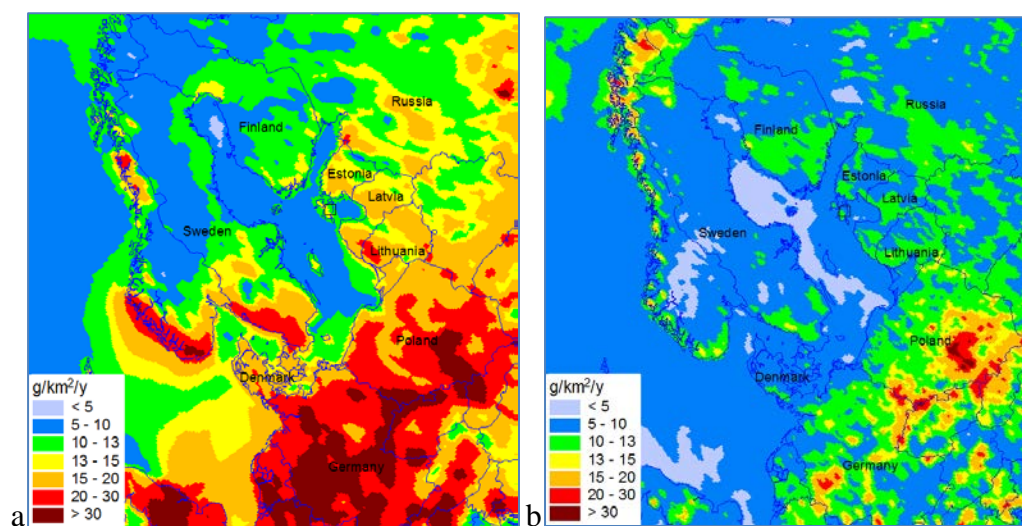 Russia
Finland
Estonia
Latvia
Sweden
Lithuania
Poland
Denmark
Germany
g/km²/y
< 5
5 - 10
10 - 13
13 - 15
15 - 20
20 - 30
> 30
a
Russia
Finland
Estonia
Latvia
Sweden
Lithuania
Poland
Denmark
Germany
g/km²/y
< 5
5 - 10
10 - 13
13 - 15
15 - 20
20 - 30
> 30
b